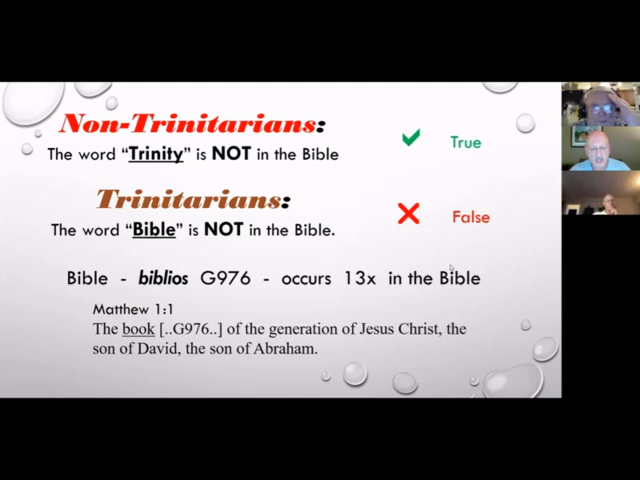 Non-Trinitarians:
The word “Trinity” is NOT in the Bible
True
Trinitarians:
The word “Bible” is NOT in the Bible.
False
Bible - biblios G976 - occurs 13x in the Bible
Matthew 1:1
The book [..G976..] of the generation of Jesus Christ, the
son of David, the son of Abraham.